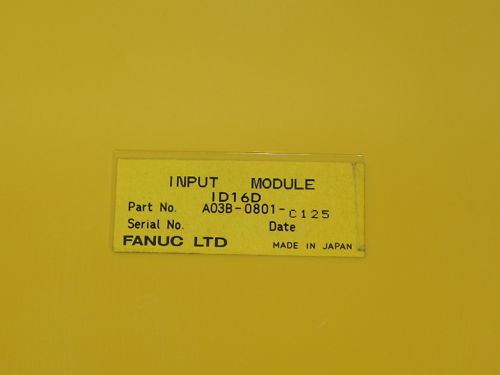 INPUT MODULE
ID16D
Part No. A03B-0801-C125
Serial No. Date
FANUC LTD MADE IN JAPAN